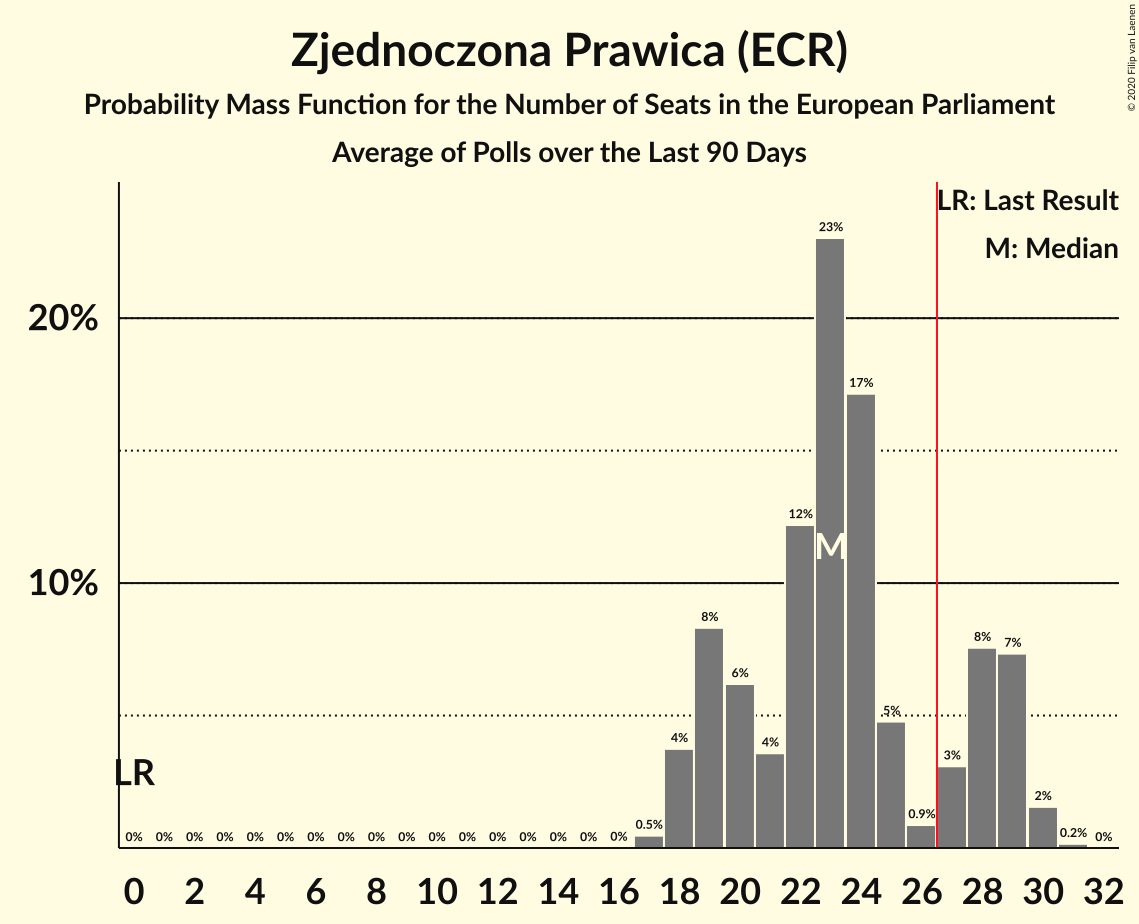 Zjednoczona Prawica (ECR)
Probability Mass Function for the Number of Seats in the European Parliament
Average of Polls over the Last 90 Days
© 2020 Filip van Laenen
LR: Last Result
M: Median
20%
10%
LR
M
0% 0% 0% 0% 0% 0% 0% 0% 0% 0% 0% 0% 0% 0% 0% 0% 0% 0.5% 4% 8% 6% 4% 12% 23% 17% 5% 0.9% 3% 8% 7% 2% 0.2% 0%
0 2 4 6 8 10 12 14 16 18 20 22 24 26 28 30 32